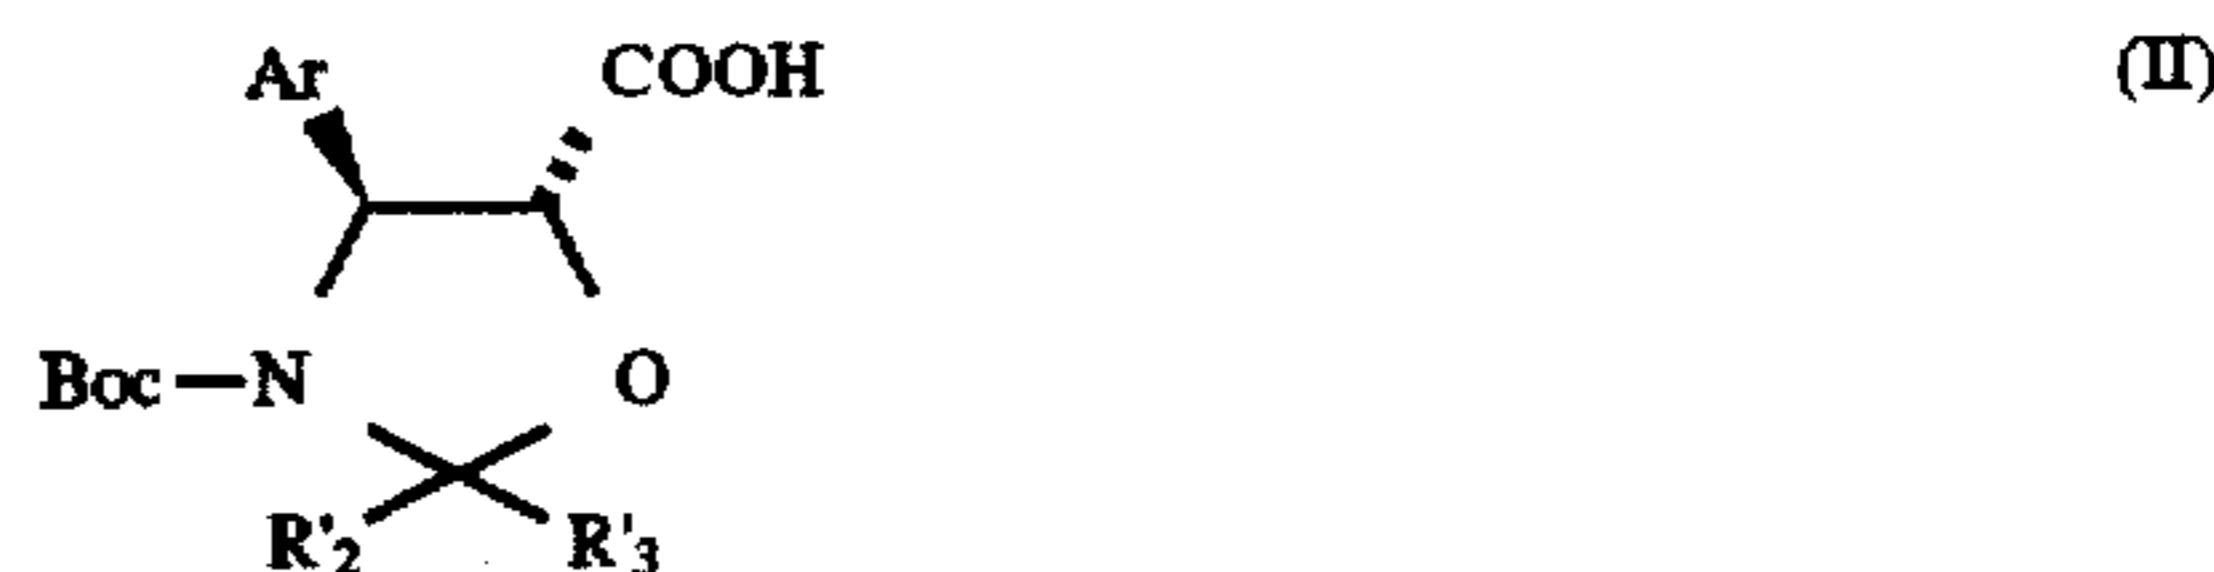 Ar COOH (II)
Boc—N O
R'2 R'3